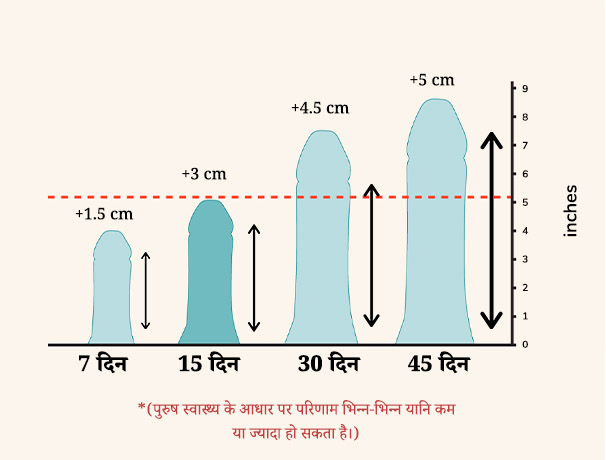 +5 cm
+4.5 cm
+3 cm
+1.5 cm
9
8
7
6
5
4
3
2
1
0
inches
7 दिन 15 दिन 30 दिन 45 दिन
*(पुरुष स्वास्थ्य के आधार पर परिणाम भिन्न-भिन्न यानि कम
या ज्यादा हो सकता है।)